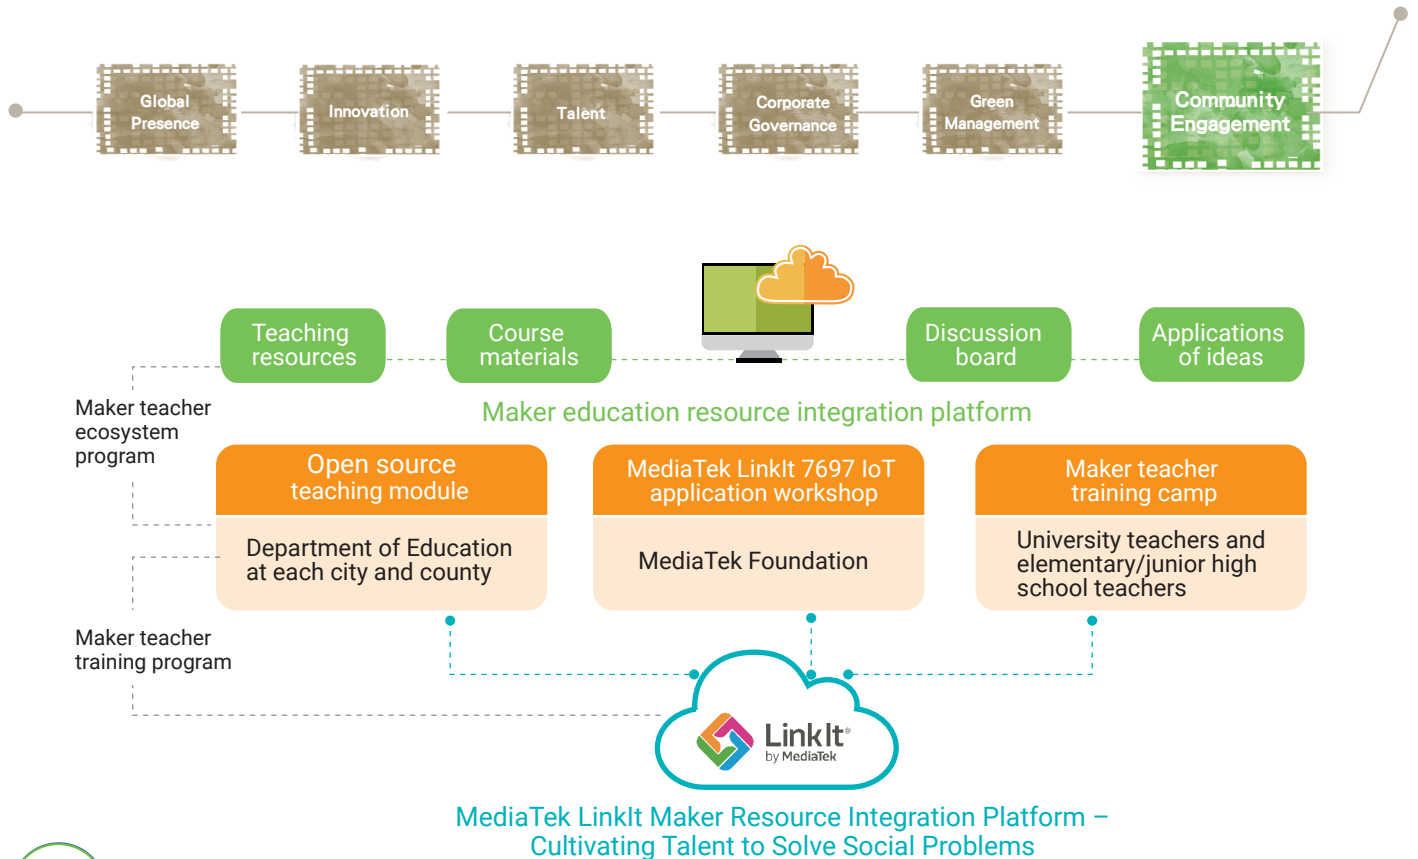 Global
Presence
Innovation
Talent
Corporate
Governance
Green
Management
Community
Engagement
Teaching
resources
Course
materials
Discussion
board
Applications
of ideas
Maker education resource integration platform
Maker teacher
ecosystem
program
Open source
teaching module
MediaTek LinkIt 7697 IoT
application workshop
Maker teacher
training camp
Department of Education
at each city and county
MediaTek Foundation
University teachers and
elementary/junior high
school teachers
Maker teacher
training program
LinkIt®
by MediaTek
MediaTek LinkIt Maker Resource Integration Platform –
Cultivating Talent to Solve Social Problems